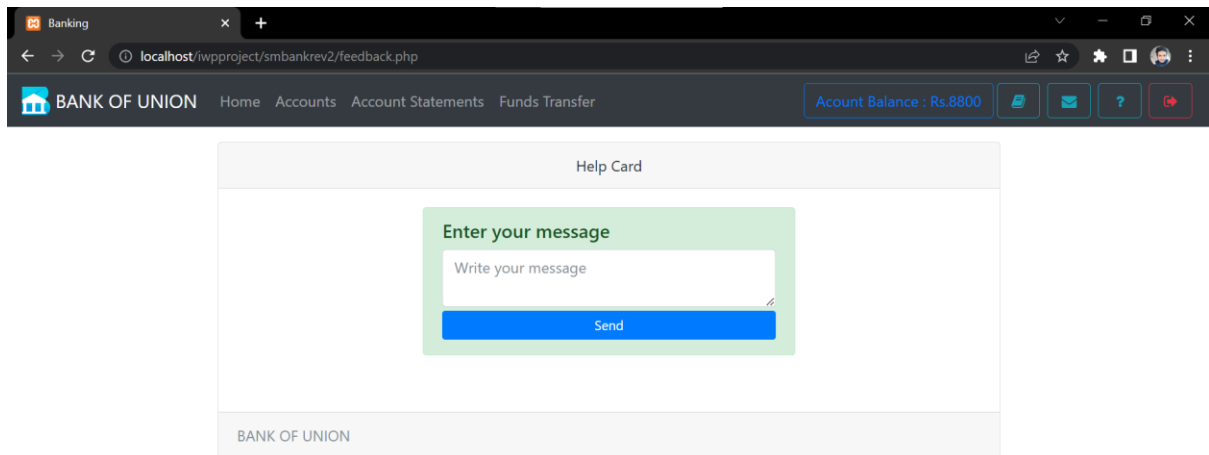 Banking
localhost/iwpproject/smbankrev2/feedback.php
BANK OF UNION Home Accounts Account Statements Funds Transfer Acount Balance : Rs.8800 ?
Help Card
Enter your message
Write your message
Send
BANK OF UNION